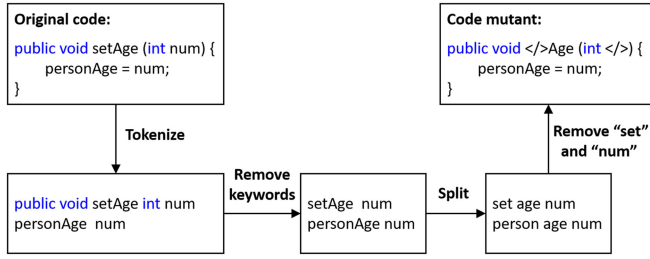 Original code:
public void setAge (int num) {
personAge = num;
}
Code mutant:
public void </>Age (int </>) {
personAge = num;
}
Tokenize
Remove “set”
and “num”
public void setAge int num
personAge num
Remove
keywords
setAge num
personAge num
Split
set age num
person age num